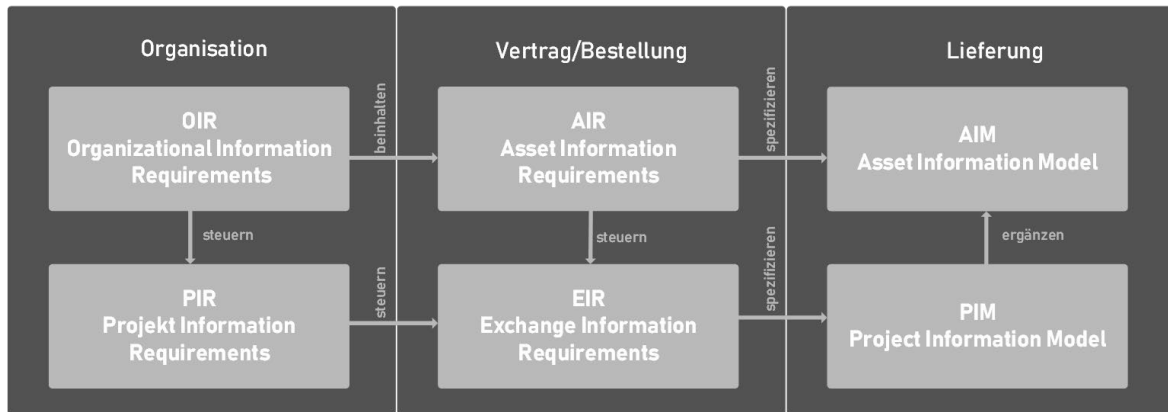 Organisation
Vertrag/Bestellung
Lieferung
OIR
Organizational Information
Requirements
beinhalten
AIR
Asset Information
Requirements
spezifizieren
AIM
Asset Information Model
steuern
steuern
ergänzen
PIR
Projekt Information
Requirements
steuern
EIR
Exchange Information
Requirements
spezifizieren
PIM
Project Information Model